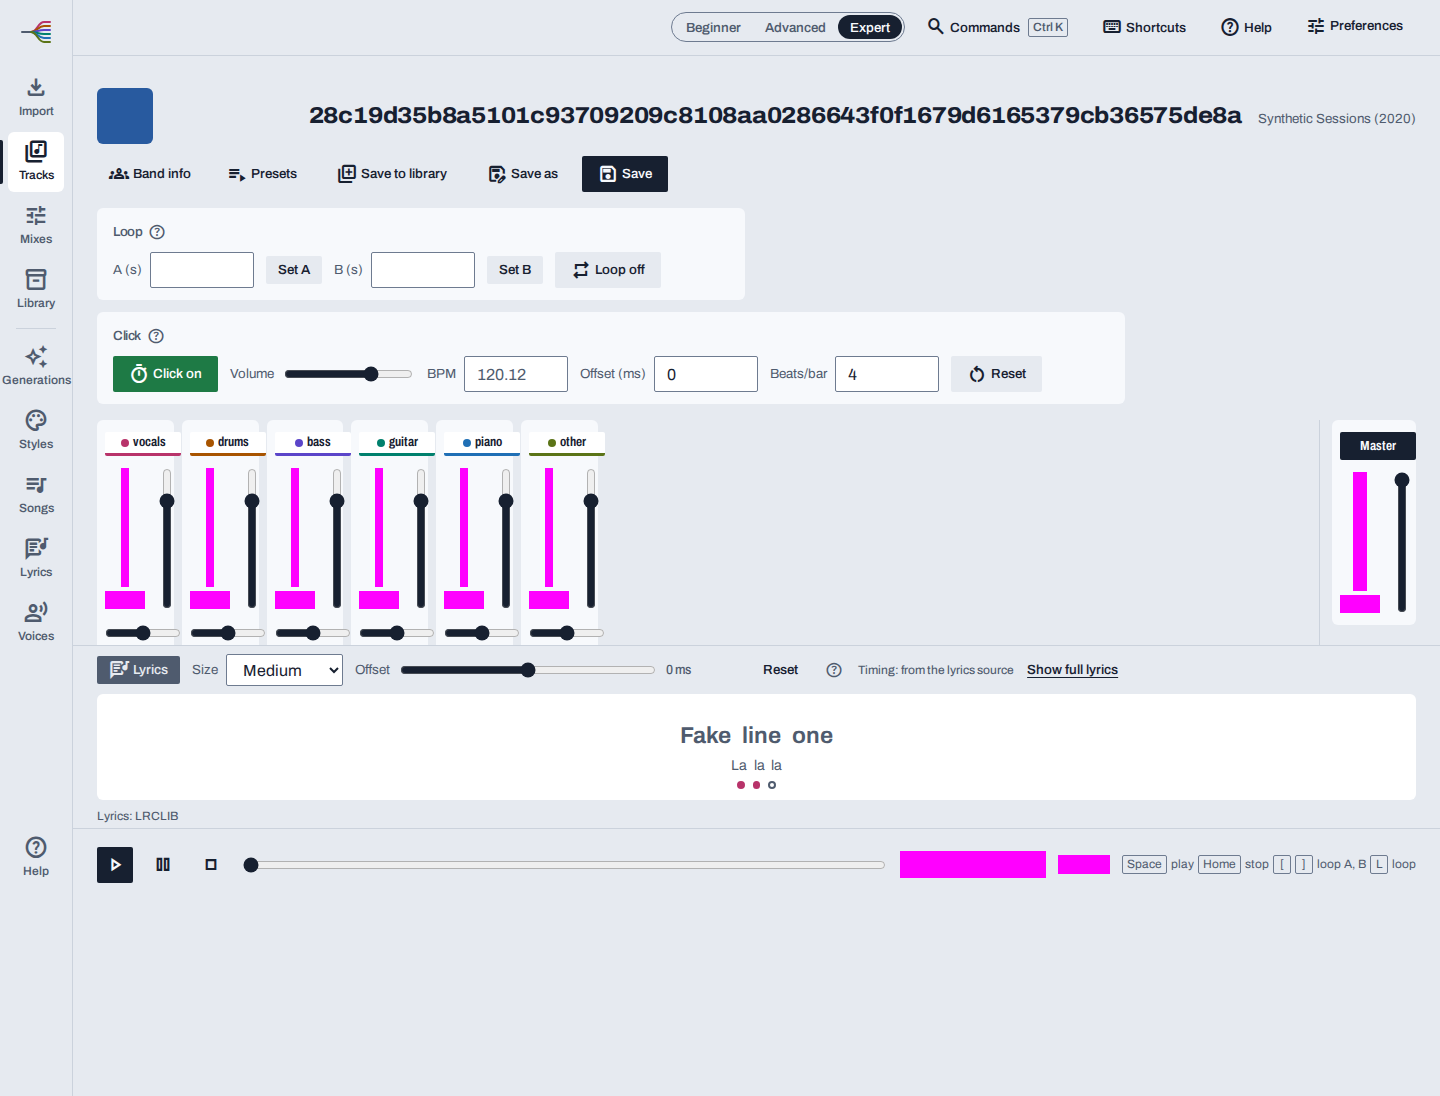 Beginner Advanced Expert Commands Ctrl K Shortcuts Help Preferences
Import
Tracks
Mixes
Library
Generations
Styles
Songs
Lyrics
Voices
Help
28c19d35b8a5101c93709209c8108aa0286643f0f1679d6165379cb36575de8a Synthetic Sessions (2020)
Band info Presets Save to library Save as Save
Loop ?
A (s) Set A B (s) Set B Loop off
Click ?
Click on Volume BPM 120.12 Offset (ms) 0 Beats/bar 4 Reset
vocals drums bass guitar piano other Master
Lyrics Size Medium Offset 0 ms Reset ? Timing: from the lyrics source Show full lyrics
Fake line one
La la la
Lyrics: LRCLIB
Space play Home stop [ ] loop A, B L loop